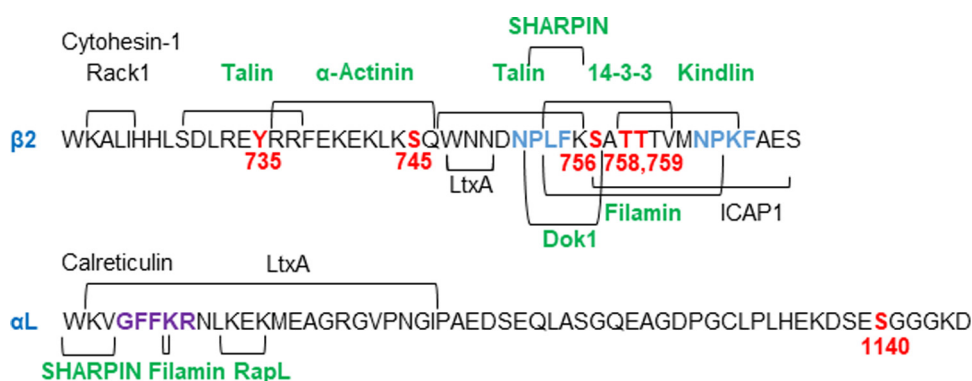 SHARPIN
Cytohesin-1
Rack1 Talin α-Actinin Talin 14-3-3 Kindlin
β2 WKALIHHLSDLREYRRFEKEKLKSQWNNDNPLFKSATTTVMNPKFAES
735 745 756 758,759
LtxA
Filamin ICAP1
Dok1
Calreticulin LtxA
αL WKVGFFKRNLKEKMEAGRGVPNGIPAEDSEQLASGQEAGDPGCLPLHEKDSESGGGKD
1140
SHARPIN Filamin RapL